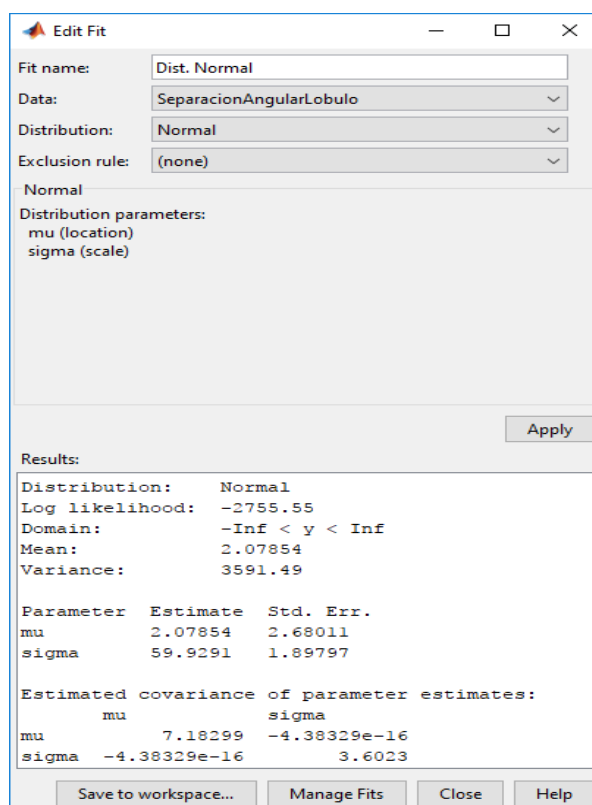 Edit Fit
Fit name: Dist. Normal
Data: SeparacionAngularLobulo
Distribution: Normal
Exclusion rule: (none)
Normal
Distribution parameters:
mu (location)
sigma (scale)
Apply
Results:
Distribution: Normal
Log likelihood: -2755.55
Domain: -Inf < y < Inf
Mean: 2.07854
Variance: 3591.49
Parameter Estimate Std. Err.
mu 2.07854 2.68011
sigma 59.9291 1.89797
Estimated covariance of parameter estimates:
mu sigma
mu 7.18299 -4.38329e-16
sigma -4.38329e-16 3.6023
Save to workspace... Manage Fits Close Help